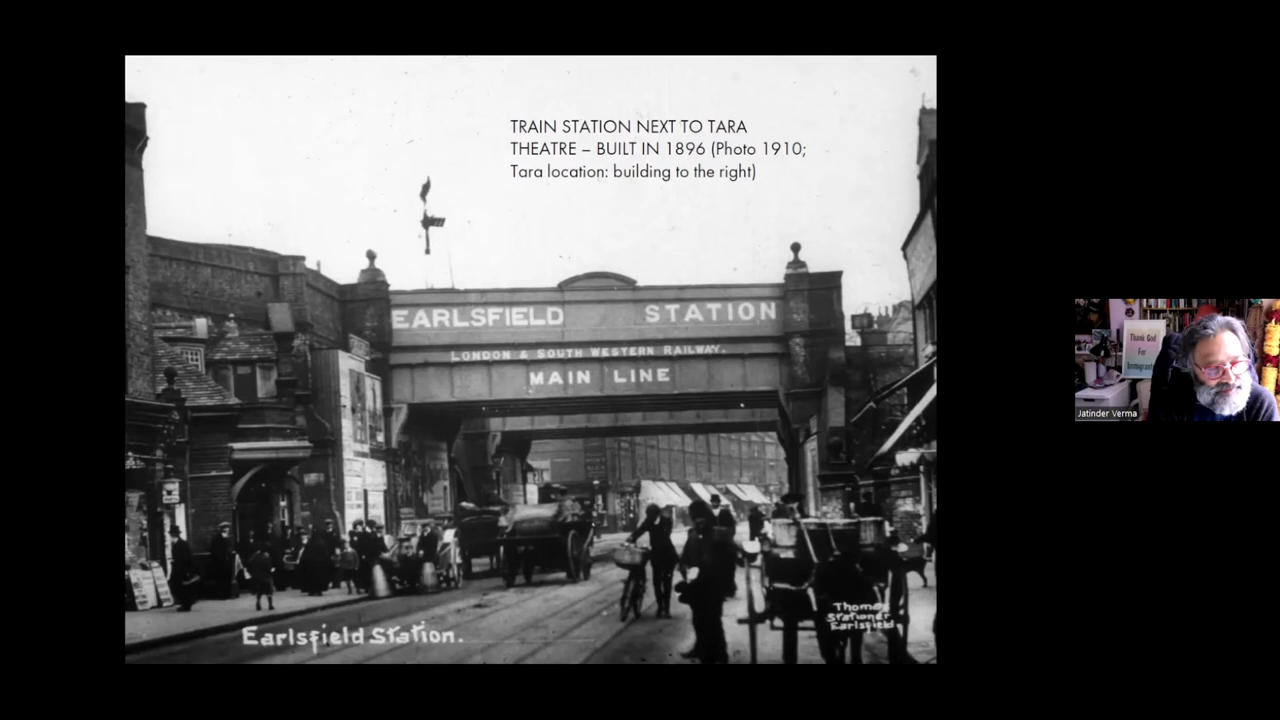 TRAIN STATION NEXT TO TARA
THEATRE – BUILT IN 1896 (Photo 1910;
Tara location: building to the right)
EARLSFIELD STATION
LONDON & SOUTH WESTERN RAILWAY.
MAIN LINE
Thank God
For
Immigrants
Jatinder Verma
Thomas
Stationer
Earlsfield.
Earlsfield Station.